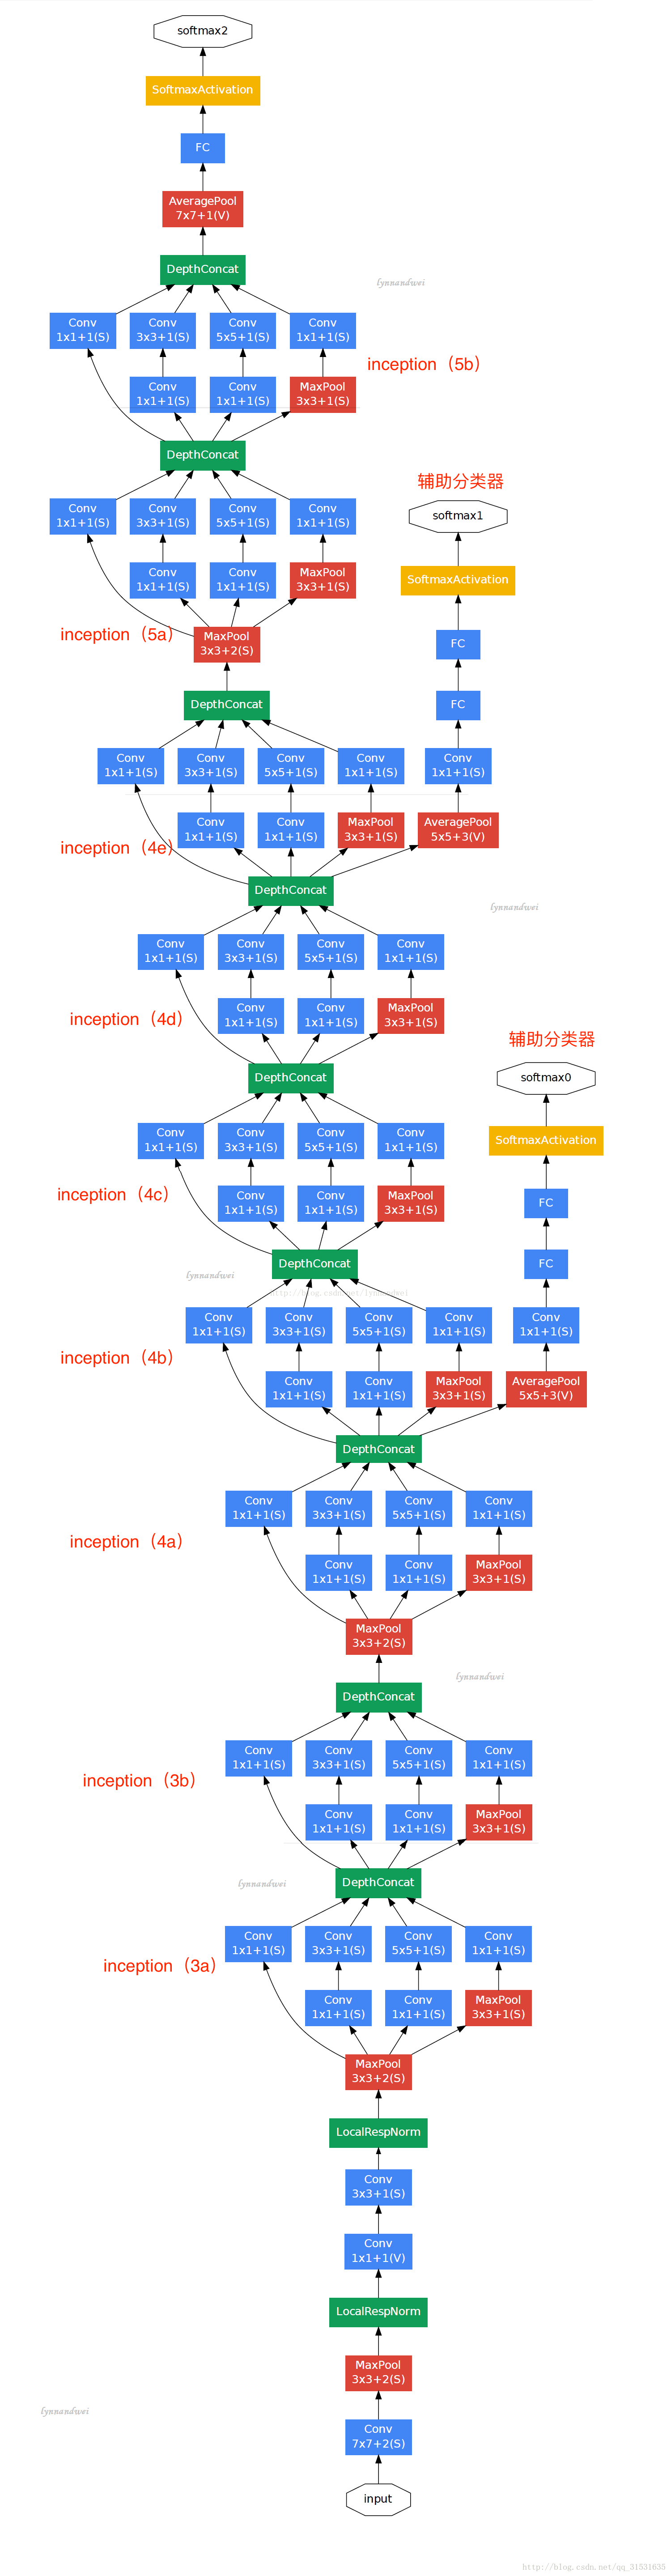 softmax2
SoftmaxActivation
FC
AveragePool
7x7+1(V)
DepthConcat
lynnandwei
Conv Conv Conv Conv
1x1+1(S) 3x3+1(S) 5x5+1(S) 1x1+1(S)
inception（5b）
Conv Conv MaxPool
1x1+1(S) 1x1+1(S) 3x3+1(S)
DepthConcat
辅助分类器
Conv Conv Conv Conv softmax1
1x1+1(S) 3x3+1(S) 5x5+1(S) 1x1+1(S)
Conv Conv MaxPool SoftmaxActivation
1x1+1(S) 1x1+1(S) 3x3+1(S)
inception（5a） MaxPool FC
3x3+2(S)
DepthConcat FC
Conv Conv Conv Conv Conv
1x1+1(S) 3x3+1(S) 5x5+1(S) 1x1+1(S) 1x1+1(S)
Conv Conv MaxPool AveragePool
1x1+1(S) 1x1+1(S) 3x3+1(S) 5x5+3(V)
inception（4e）
DepthConcat
lynnandwei
Conv Conv Conv Conv
1x1+1(S) 3x3+1(S) 5x5+1(S) 1x1+1(S)
Conv Conv MaxPool
1x1+1(S) 1x1+1(S) 3x3+1(S)
inception（4d）
辅助分类器
DepthConcat softmax0
Conv Conv Conv Conv SoftmaxActivation
1x1+1(S) 3x3+1(S) 5x5+1(S) 1x1+1(S)
inception（4c） Conv Conv MaxPool FC
1x1+1(S) 1x1+1(S) 3x3+1(S)
DepthConcat FC
lynnandwei
http://blog.csdn.net/lynnandwei
Conv Conv Conv Conv Conv
1x1+1(S) 3x3+1(S) 5x5+1(S) 1x1+1(S) 1x1+1(S)
inception（4b）
Conv Conv MaxPool AveragePool
1x1+1(S) 1x1+1(S) 3x3+1(S) 5x5+3(V)
DepthConcat
Conv Conv Conv Conv
1x1+1(S) 3x3+1(S) 5x5+1(S) 1x1+1(S)
inception（4a）
Conv Conv MaxPool
1x1+1(S) 1x1+1(S) 3x3+1(S)
MaxPool
3x3+2(S)
lynnandwei
DepthConcat
Conv Conv Conv Conv
1x1+1(S) 3x3+1(S) 5x5+1(S) 1x1+1(S)
inception（3b）
Conv Conv MaxPool
1x1+1(S) 1x1+1(S) 3x3+1(S)
DepthConcat
lynnandwei
Conv Conv Conv Conv
1x1+1(S) 3x3+1(S) 5x5+1(S) 1x1+1(S)
inception（3a）
Conv Conv MaxPool
1x1+1(S) 1x1+1(S) 3x3+1(S)
MaxPool
3x3+2(S)
LocalRespNorm
Conv
3x3+1(S)
Conv
1x1+1(V)
LocalRespNorm
MaxPool
3x3+2(S)
lynnandwei
Conv
7x7+2(S)
input
http://blog.csdn.net/qq_31531635